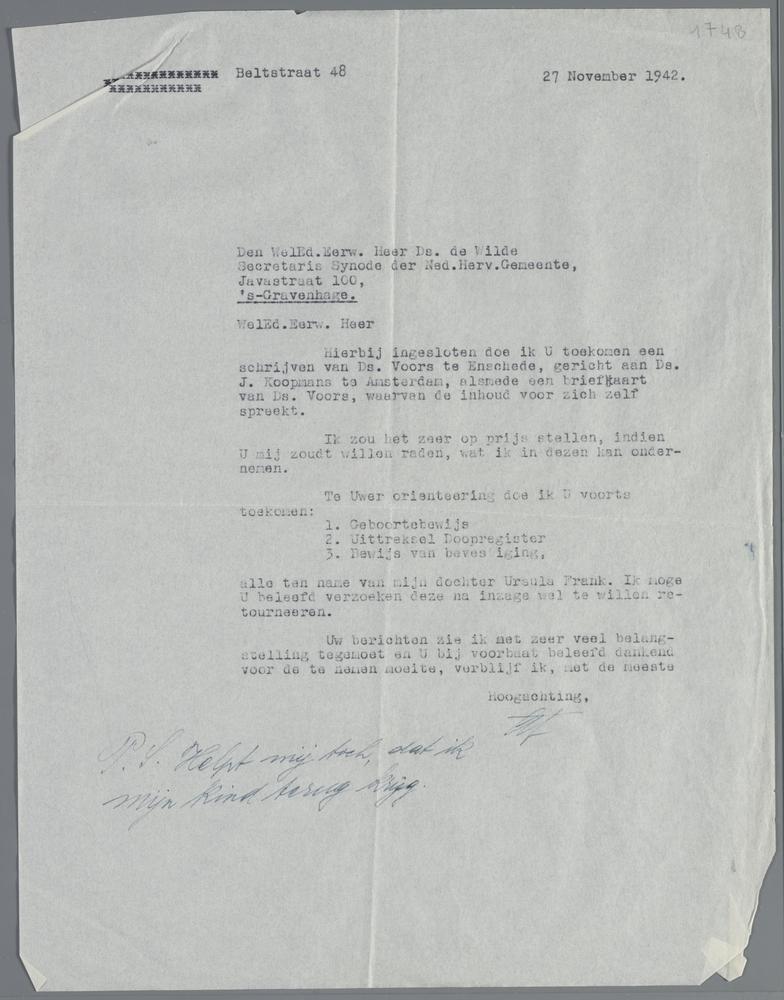 1748
Beltstraat 48
27 November 1942.
Den WelEd.Eerw. Heer Ds. de Wilde
Secretaris Synode der Ned.Herv.Gemeente,
Javastraat 100,
's-Gravenhage.
WelEd.Eerw. Heer
Hierbij ingesloten doe ik U toekomen een
schrijven van Ds. Voors te Enschede, gericht aan Ds.
J. Koopmans te Amsterdam, alsmede een briefkaart
van Ds. Voors, waarvan de inhoud voor zich zelf
spreekt.
Ik zou het zeer op prijs stellen, indien
U mij zoudt willen raden, wat ik in dezen kan onder-
nemen.
Te Uwer orienteering doe ik U voorts
toekomen:
1. Geboortebewijs
2. Uittreksel Doopregister
3. Bewijs van bevestiging,
alle ten name van mijn dochter Ursula Frank. Ik moge
U beleefd verzoeken deze na inzage wel te willen re-
tourneeren.
Uw berichten zie ik met zeer veel belang-
stelling tegemoet en U bij voorbaat beleefd dankend
voor de te nemen moeite, verblijf ik, met de meeste
Hoogachting,
P.S. Helpt mij toch, dat ik
mijn Kind terug krijg.